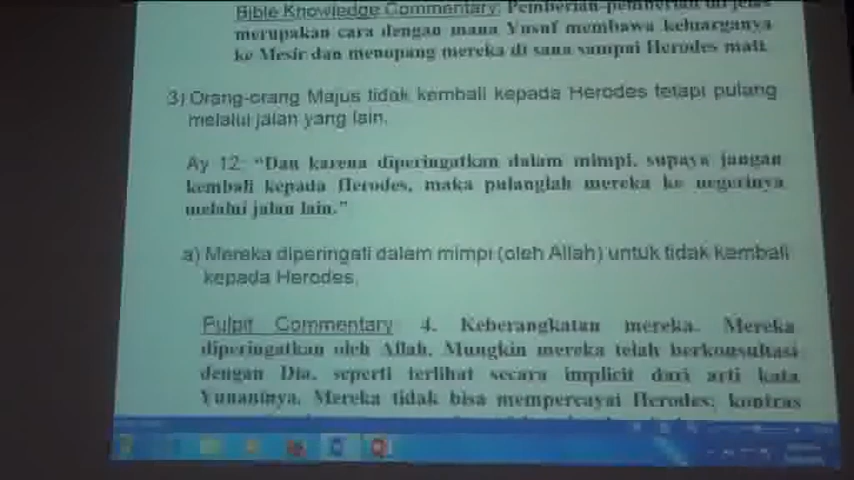 Bible Knowledge Commentary: Pemberian-pemberian ini jelas
merupakan cara dengan mana Yusuf membawa keluarganya
ke Mesir dan menopang mereka di sana sampai Herodes mati.
3) Orang-orang Majus tidak kembali kepada Herodes tetapi pulang
melalui jalan yang lain.
Ay 12: “Dan karena diperingatkan dalam mimpi, supaya jangan
kembali kepada Herodes, maka pulanglah mereka ke negerinya
melalui jalan lain.”
a) Mereka diperingati dalam mimpi (oleh Allah) untuk tidak kembali
kepada Herodes.
Pulpit Commentary: 4. Keberangkatan mereka. Mereka
diperingatkan oleh Allah. Mungkin mereka telah berkonsultasi
dengan Dia, seperti terlihat secara implicit dari arti kata
Yunaninya. Mereka tidak bisa mempercayai Herodes; kontras